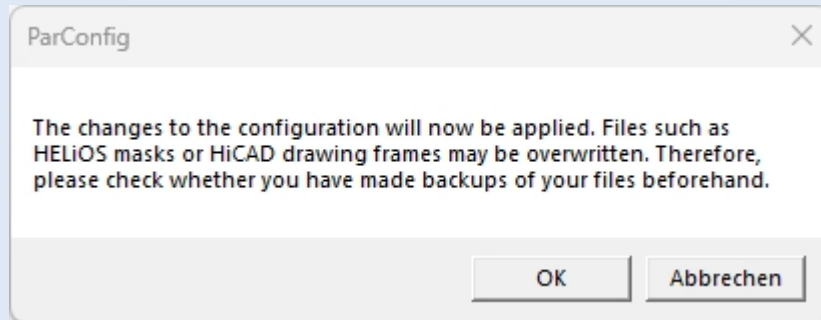 ParConfig
The changes to the configuration will now be applied. Files such as
HELiOS masks or HiCAD drawing frames may be overwritten. Therefore,
please check whether you have made backups of your files beforehand.
OK
Abbrechen